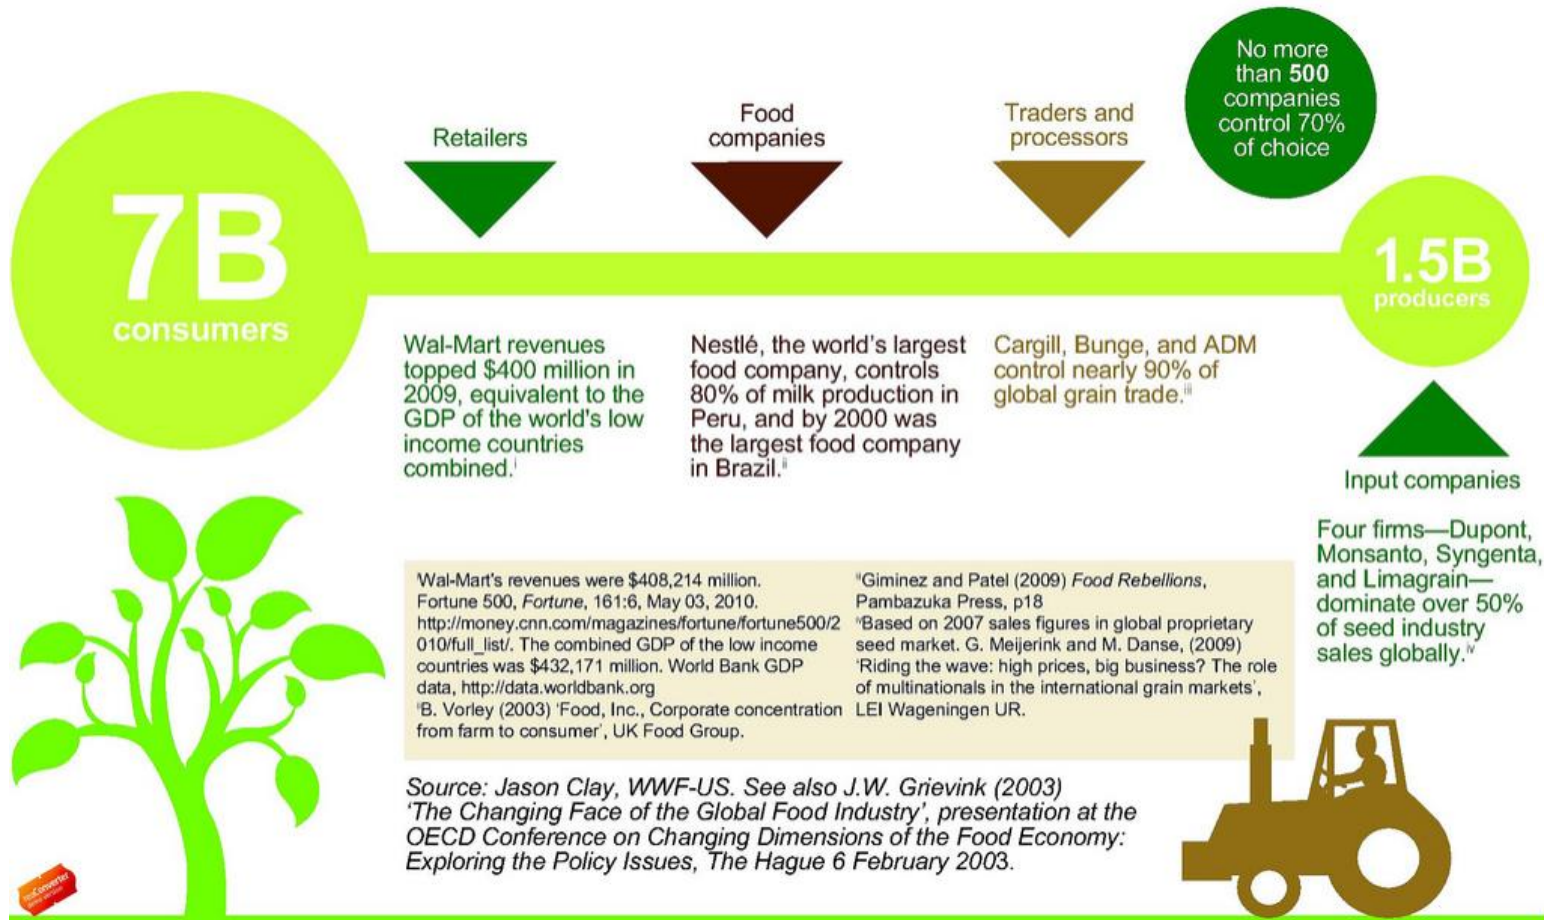 No more
than 500
companies
control 70%
of choice
Retailers
Food
companies
Traders and
processors
7B
consumers
1.5B
producers
Wal-Mart revenues
topped $400 million in
2009, equivalent to the
GDP of the world's low
income countries
combined.i
Nestlé, the world's largest
food company, controls
80% of milk production in
Peru, and by 2000 was
the largest food company
in Brazil.ii
Cargill, Bunge, and ADM
control nearly 90% of
global grain trade.iii
Input companies
Four firms—Dupont,
Monsanto, Syngenta,
and Limagrain—
dominate over 50%
of seed industry
sales globally.iv
iWal-Mart's revenues were $408,214 million.
Fortune 500, Fortune, 161:6, May 03, 2010.
http://money.cnn.com/magazines/fortune/fortune500/2
010/full_list/. The combined GDP of the low income
countries was $432,171 million. World Bank GDP
data, http://data.worldbank.org
iiB. Vorley (2003) 'Food, Inc., Corporate concentration
from farm to consumer', UK Food Group.
iiiGiminez and Patel (2009) Food Rebellions,
Pambazuka Press, p18
ivBased on 2007 sales figures in global proprietary
seed market. G. Meijerink and M. Danse, (2009)
'Riding the wave: high prices, big business? The role
of multinationals in the international grain markets',
LEI Wageningen UR.
Source: Jason Clay, WWF-US. See also J.W. Grievink (2003)
'The Changing Face of the Global Food Industry', presentation at the
OECD Conference on Changing Dimensions of the Food Economy:
Exploring the Policy Issues, The Hague 6 February 2003.